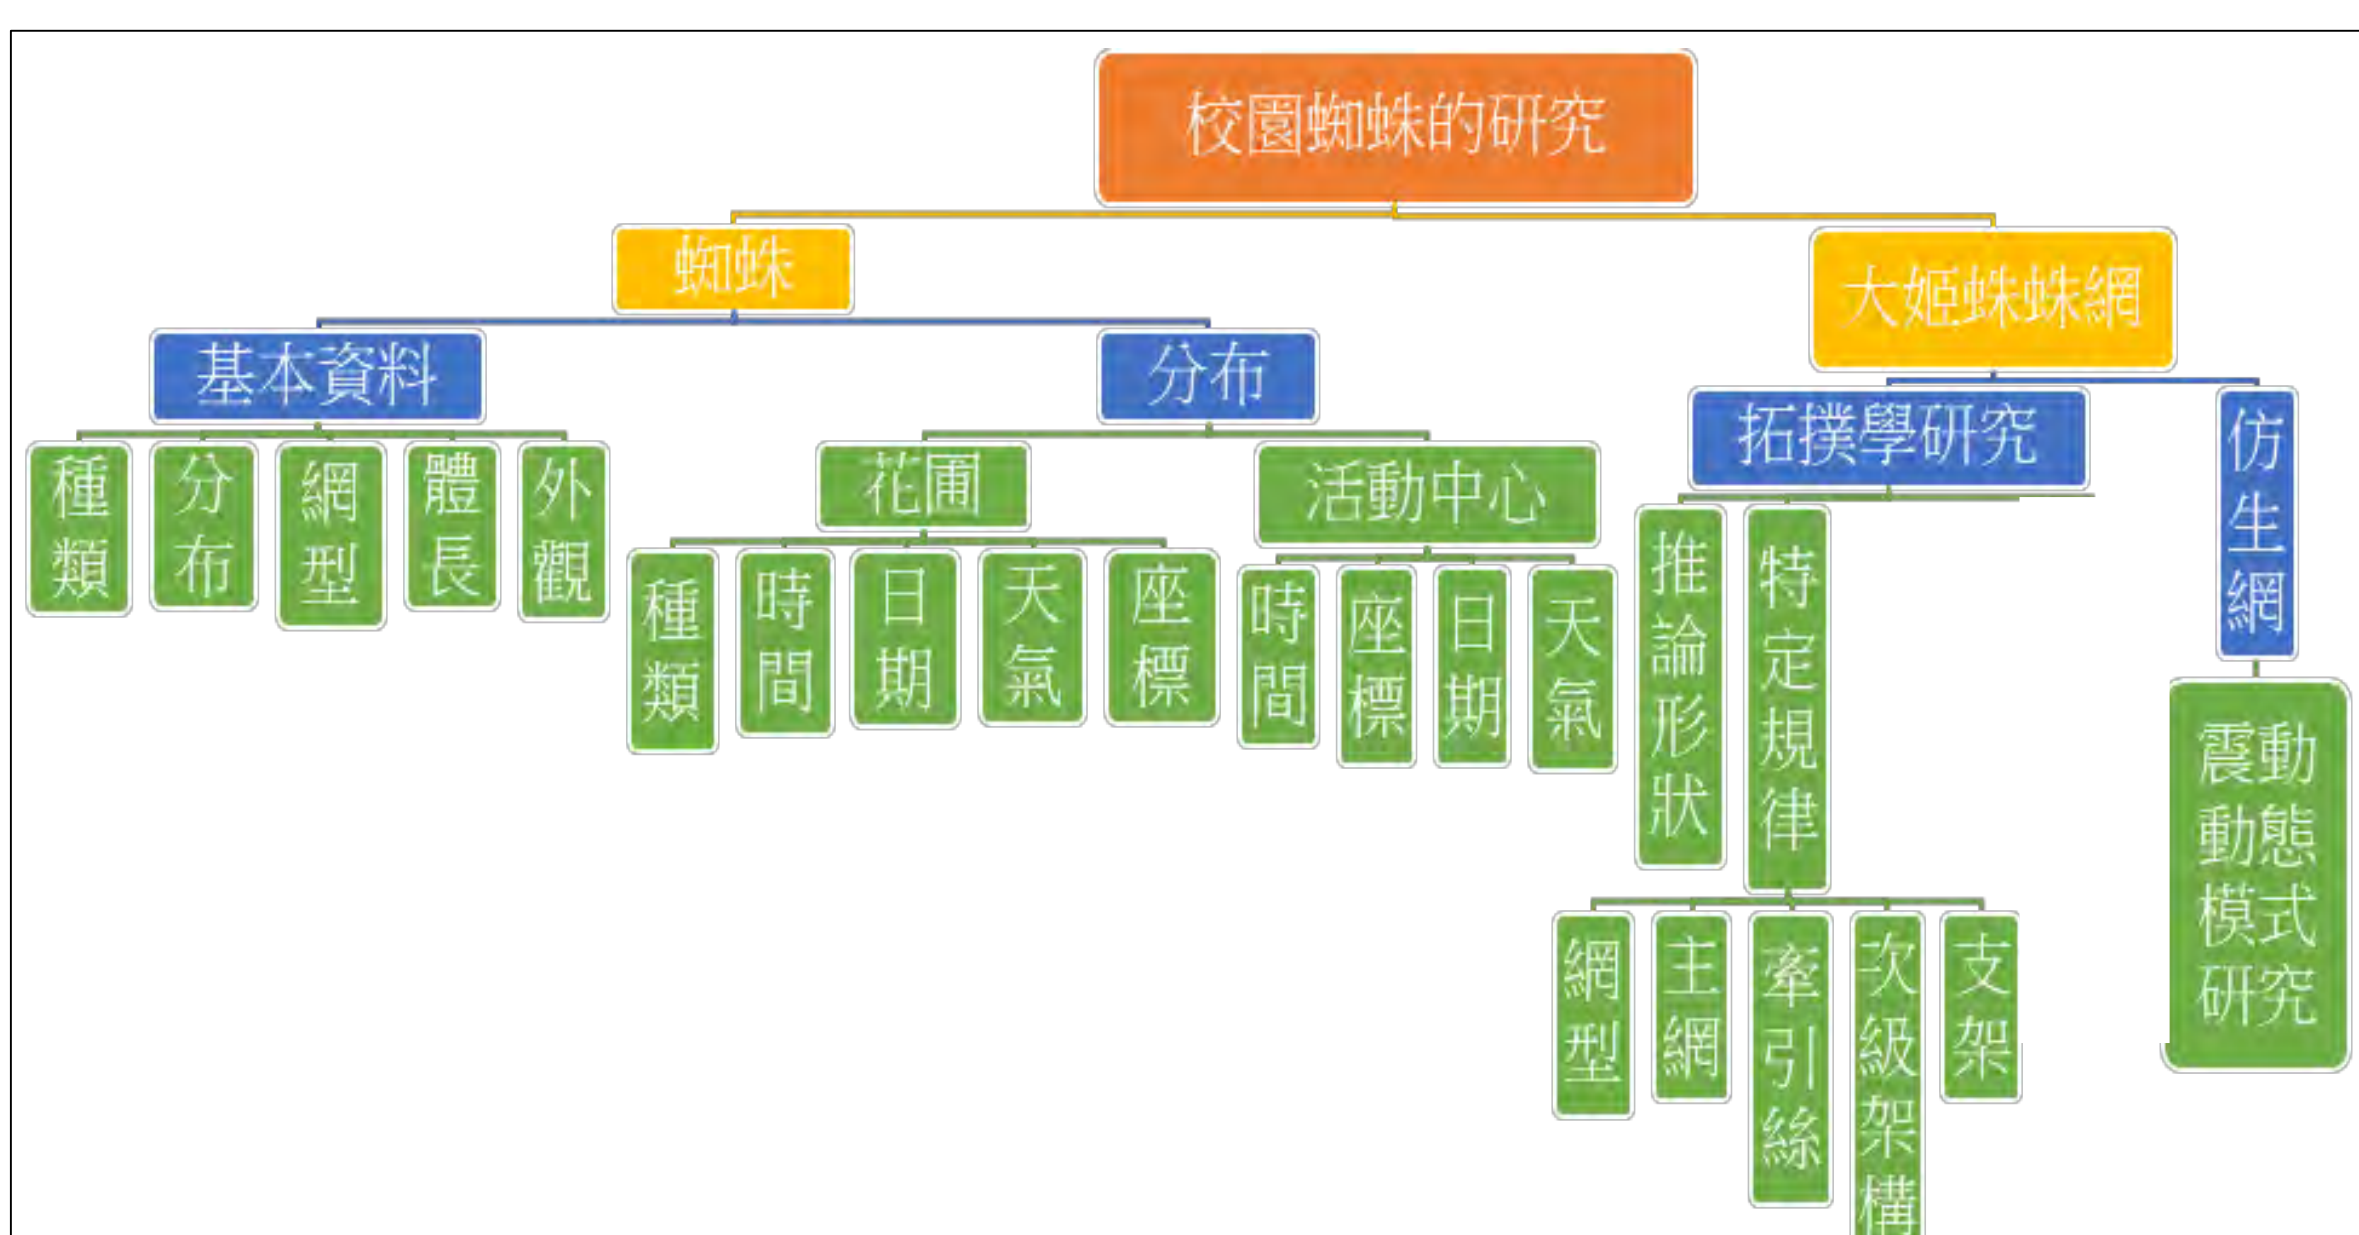 校園蜘蛛的研究
蜘蛛
大姬蛛蛛網
基本資料
分布
拓撲學研究
仿生網
種類
分布
網型
體長
外觀
花圃
活動中心
種類
時間
日期
天氣
座標
時間
座標
日期
天氣
推論形狀
特定規律
網型
主網
牽引絲
次級架構
支架
震動
動態
模式
研究